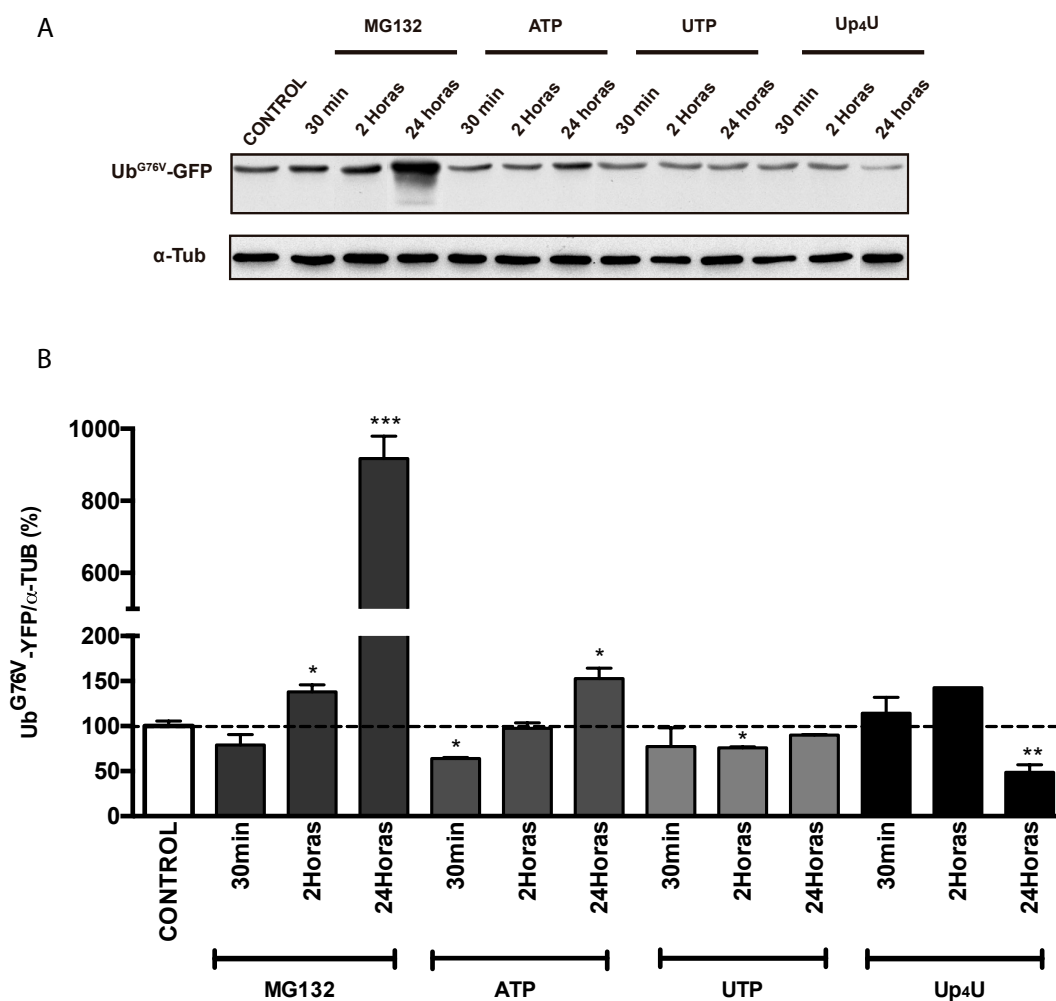 A
MG132 ATP UTP Up₄U
CONTROL 30 min 2 Horas 24 horas 30 min 2 Horas 24 horas 30 min 2 Horas 24 horas 30 min 2 Horas 24 horas
Ubᴳ⁷⁶ⱽ-GFP
α-Tub
B
Ubᴳ⁷⁶ⱽ-YFP/α-TUB (%)
1000
800
600
200
150
100
50
0
***
*
*
*
*
**
CONTROL 30min 2Horas 24Horas 30min 2Horas 24Horas 30min 2Horas 24Horas 30min 2Horas 24Horas
MG132 ATP UTP Up₄U